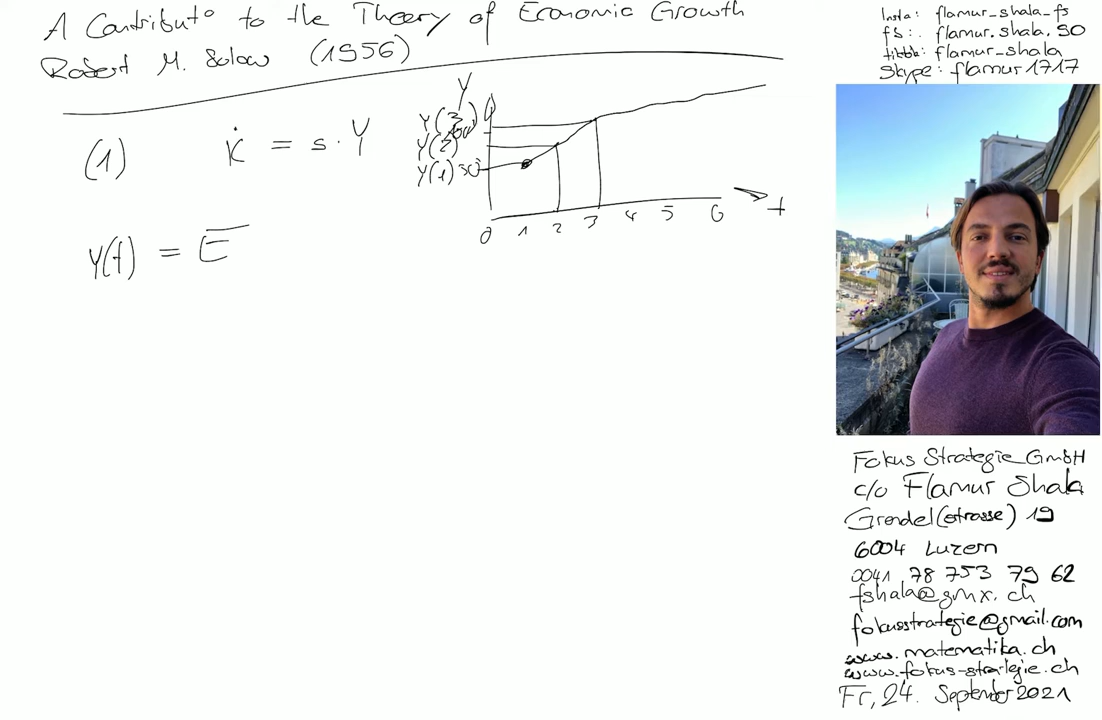 A Contributo to the Theory of Economic Growth
Robert M. Solow (1956)
(1) K̇ = s · Y
Y(t) = E
Y
Y(3)
Y(2)
Y(1) 50
0 1 2 3 4 5 6 t
Insta: flamur_shala_fs
fb: flamur.shala.90
tiktok: flamur_shala
Skype: flamur1717
Fokus Strategie GmbH
c/o Flamur Shala
Grendel(strasse) 19
6004 Luzern
0041 78 753 79 62
fshala@gmx.ch
fokusstrategie@gmail.com
www.matematika.ch
www.fokus-strategie.ch
Fr, 24. September 2021